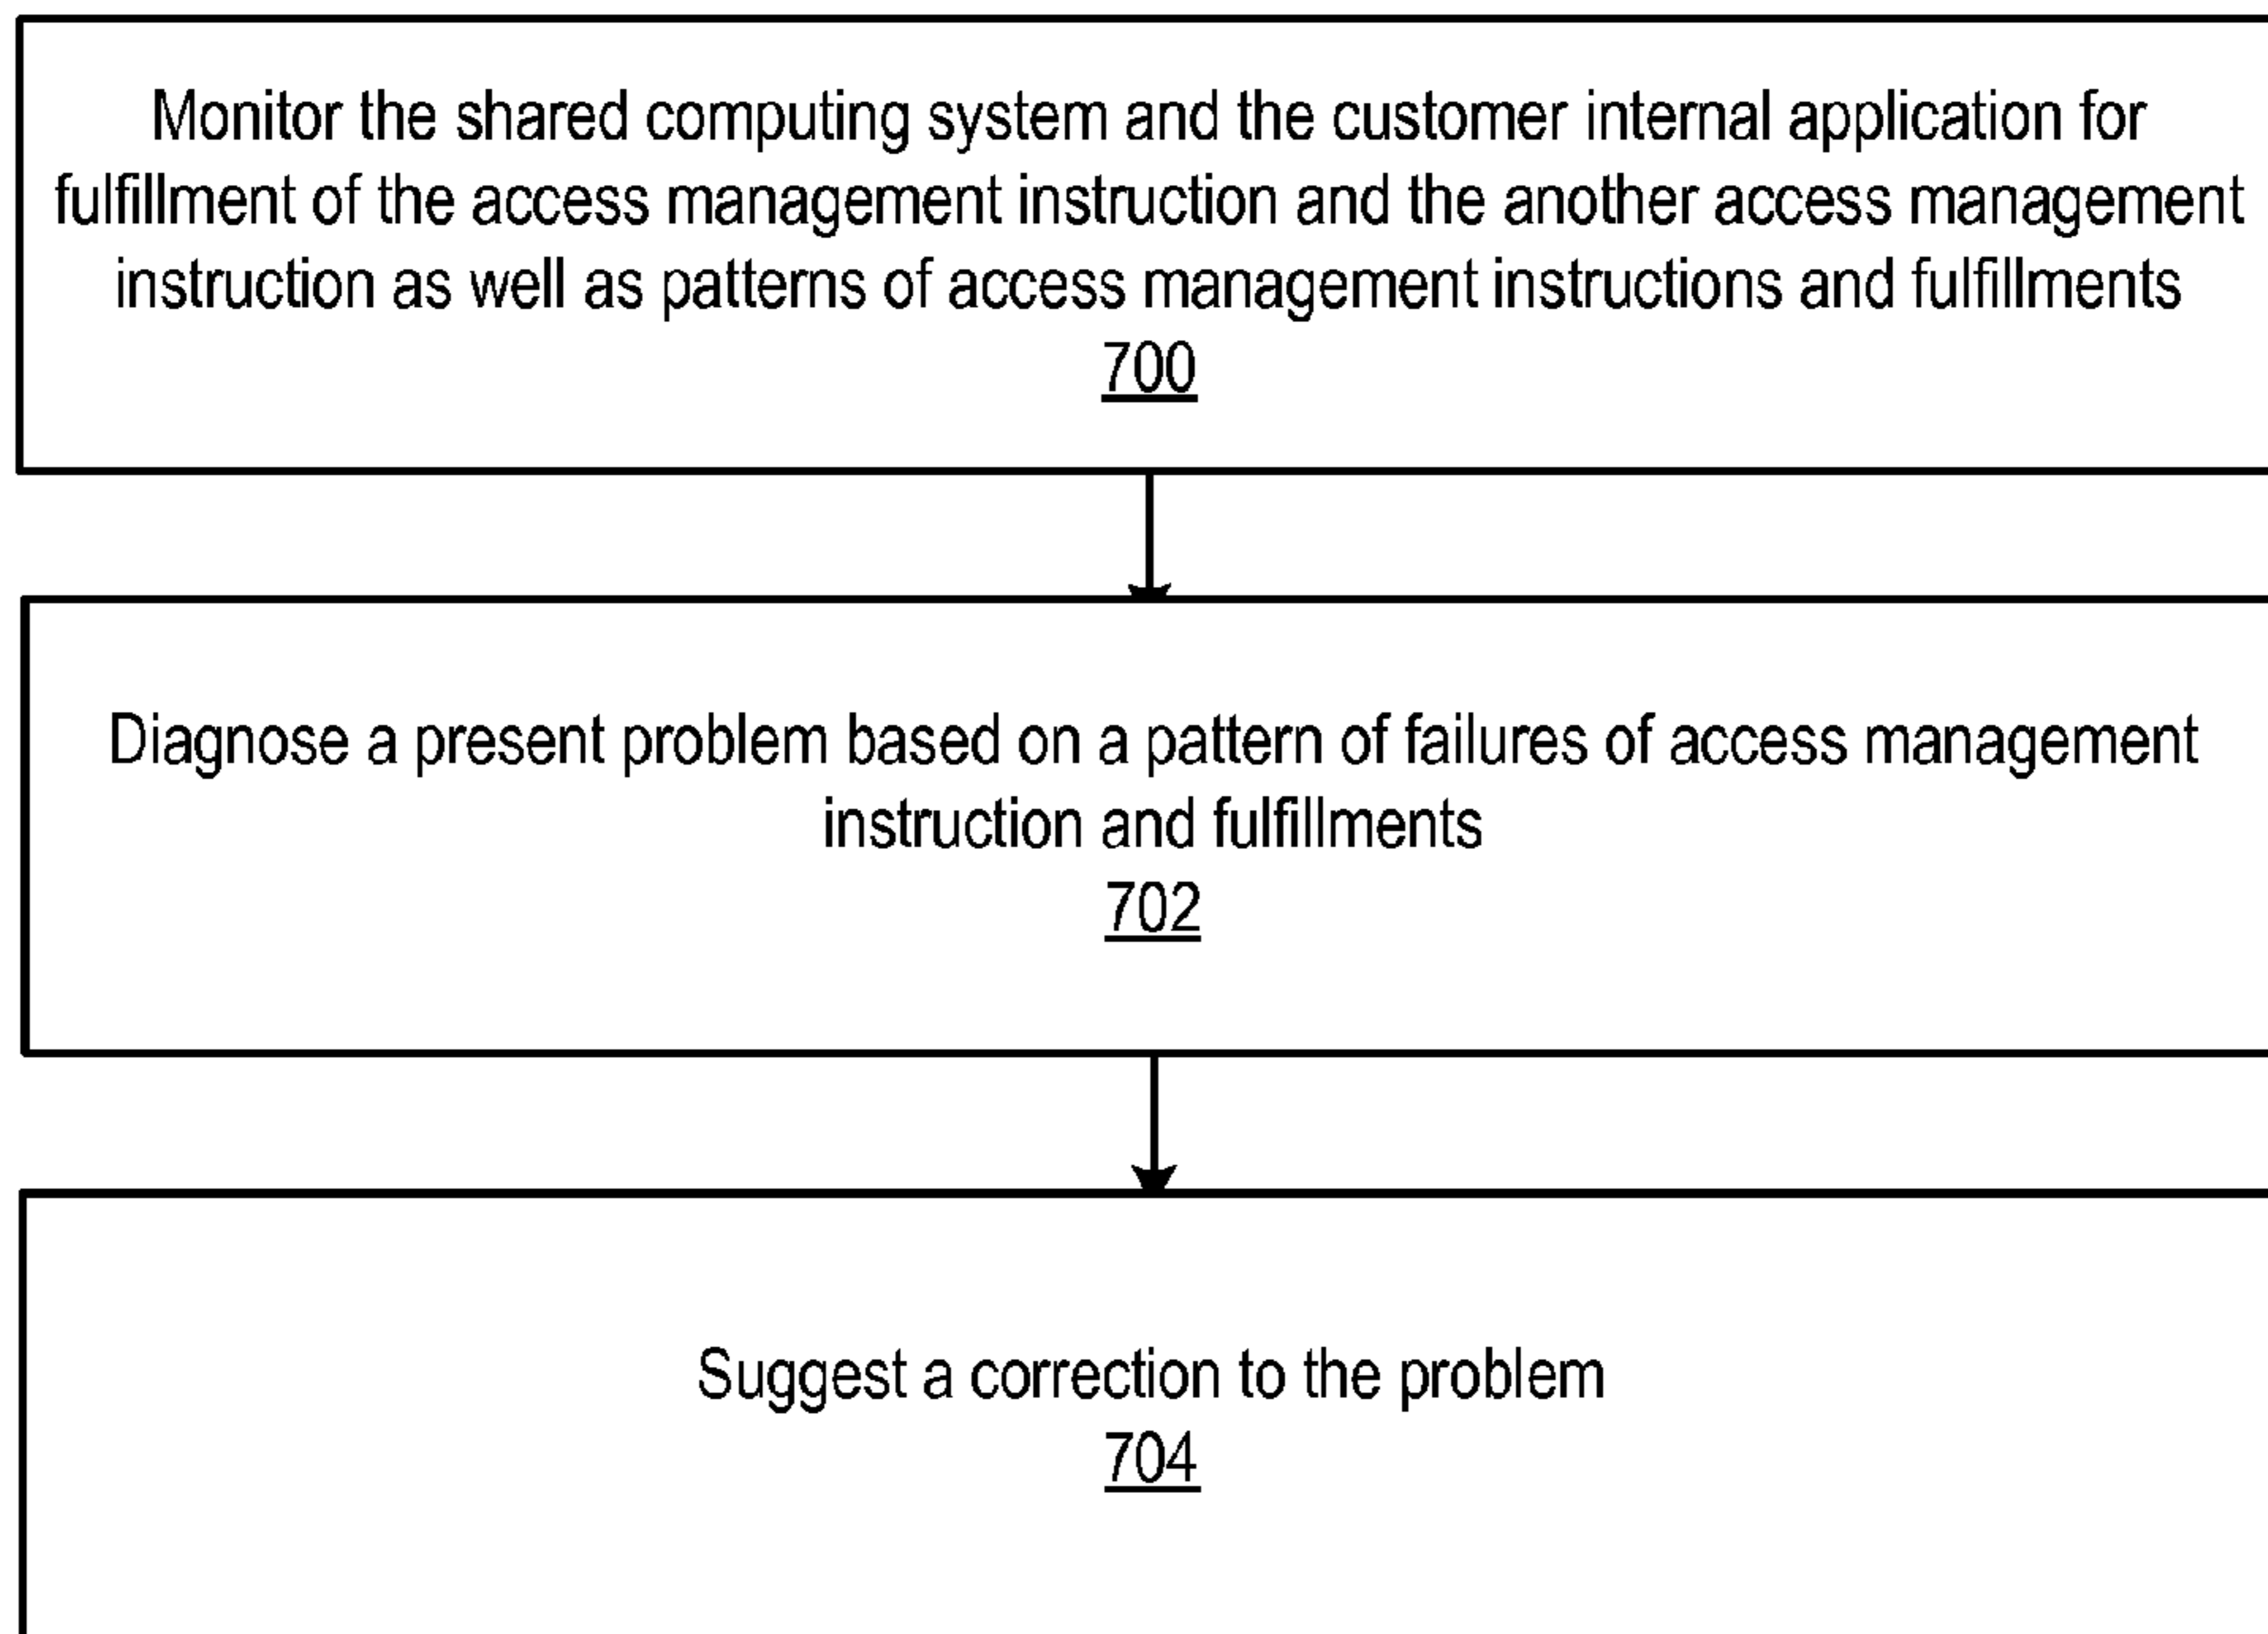 Monitor the shared computing system and the customer internal application for
fulfillment of the access management instruction and the another access management
instruction as well as patterns of access management instructions and fulfillments
700
Diagnose a present problem based on a pattern of failures of access management
instruction and fulfillments
702
Suggest a correction to the problem
704